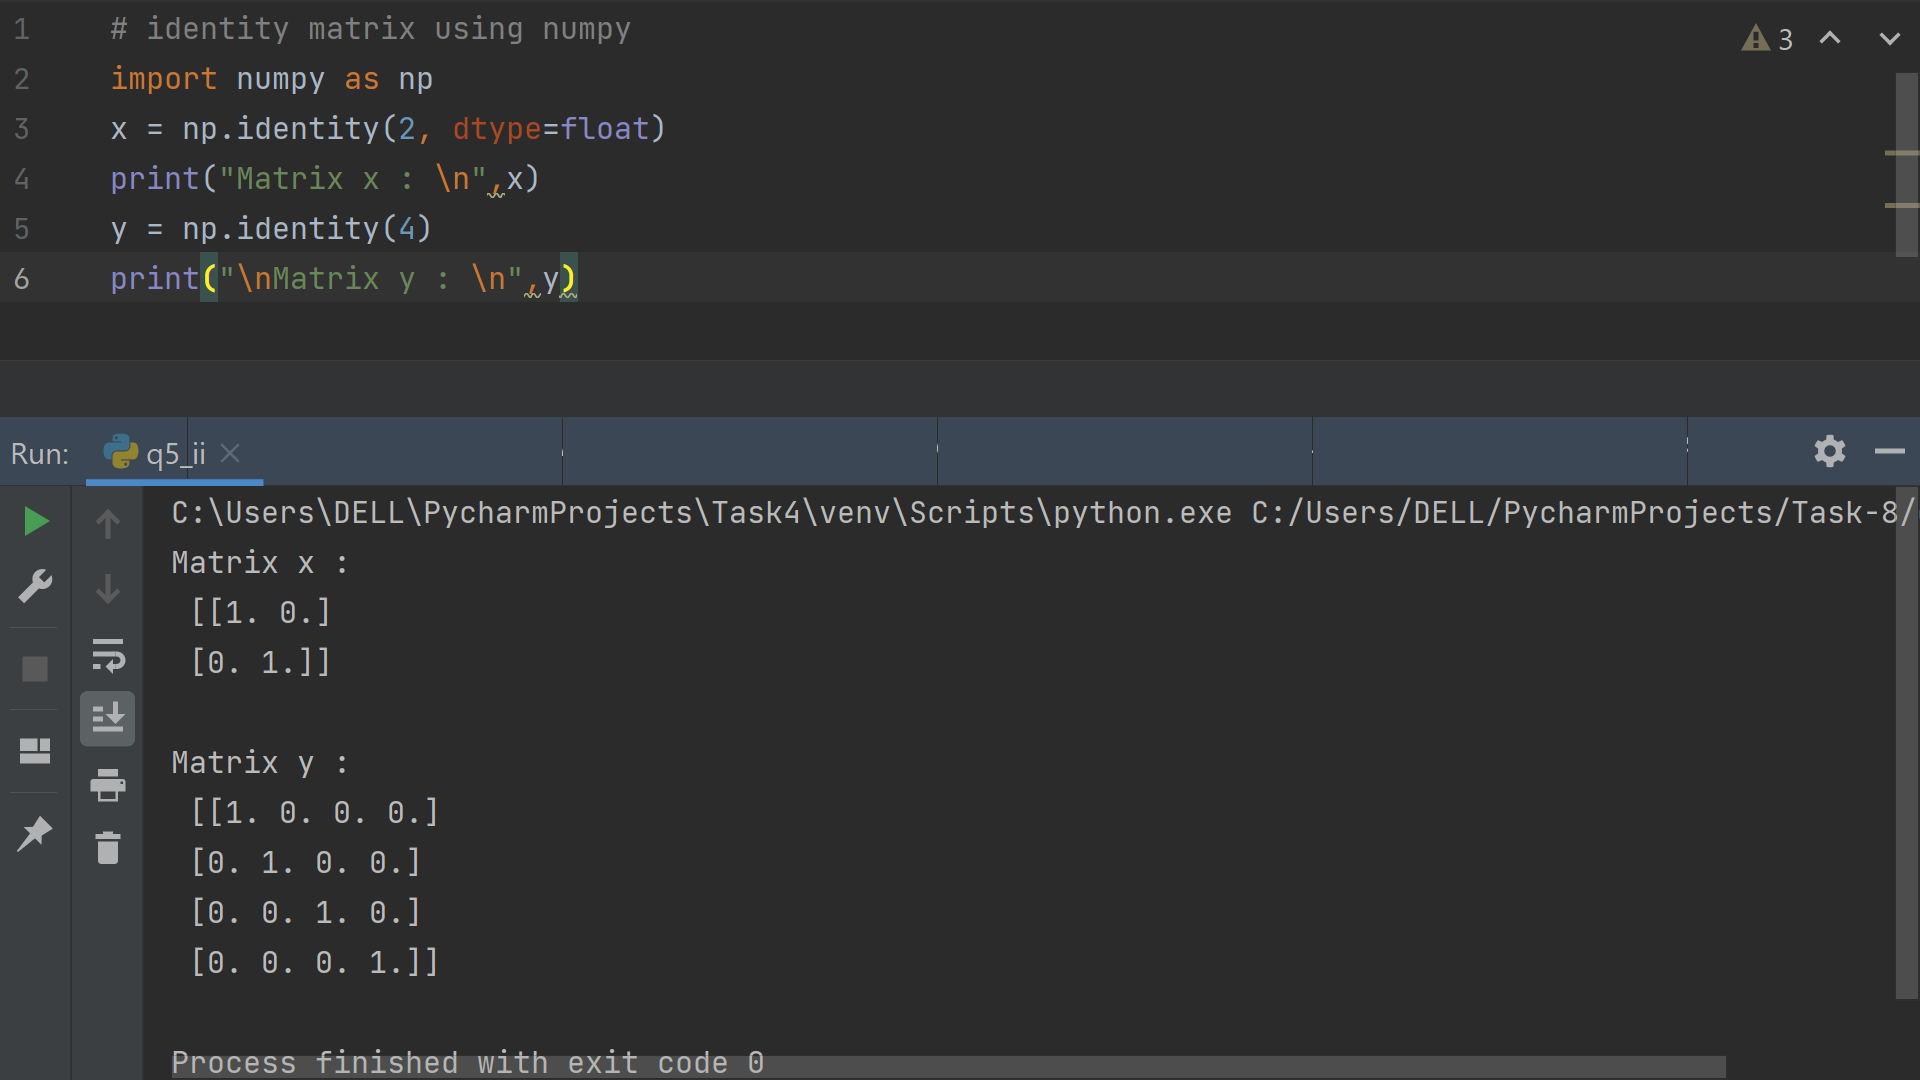 1 # identity matrix using numpy
2 import numpy as np
3 x = np.identity(2, dtype=float)
4 print("Matrix x : \n",x)
5 y = np.identity(4)
6 print("\nMatrix y : \n",y)
3
Run: q5_ii
C:\Users\DELL\PycharmProjects\Task4\venv\Scripts\python.exe C:/Users/DELL/PycharmProjects/Task-8/
Matrix x :
[[1. 0.]
[0. 1.]]
Matrix y :
[[1. 0. 0. 0.]
[0. 1. 0. 0.]
[0. 0. 1. 0.]
[0. 0. 0. 1.]]
Process finished with exit code 0